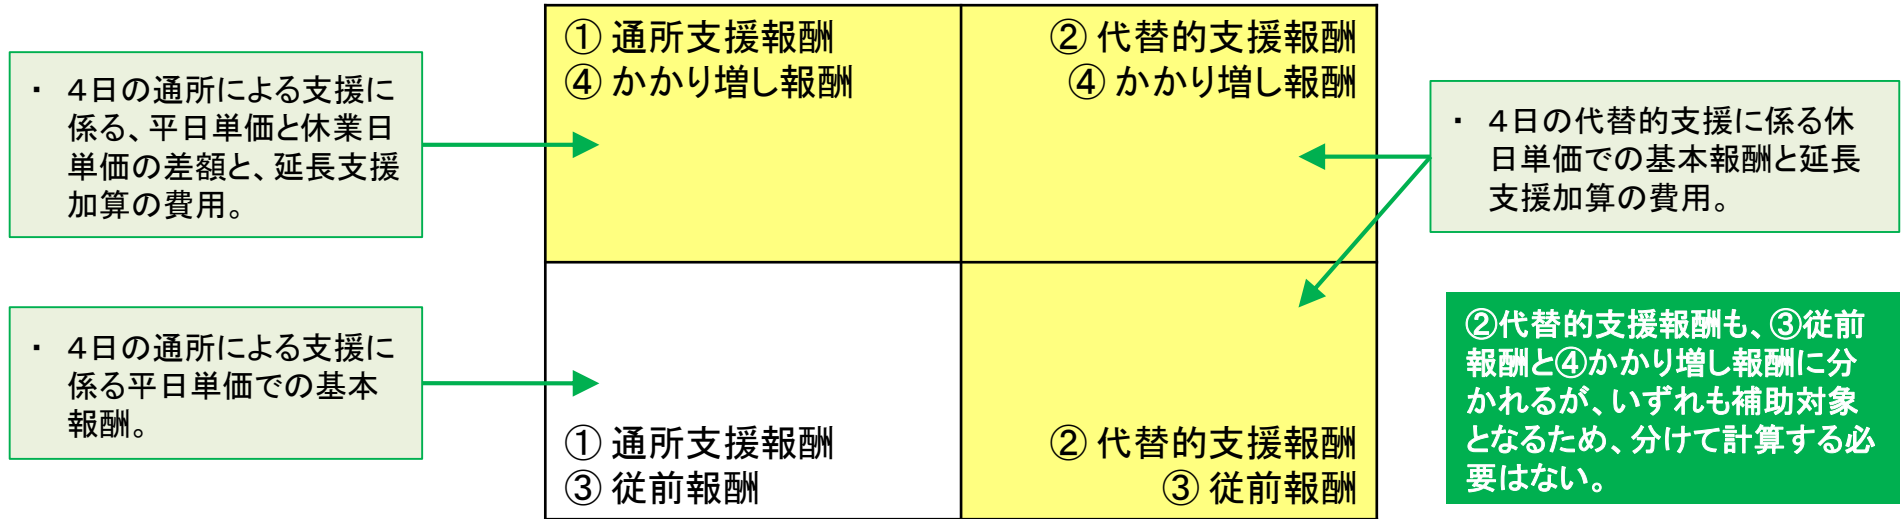 ・ ４日の通所による支援に
係る、平日単価と休業日
単価の差額と、延長支援
加算の費用。
・ ４日の通所による支援に
係る平日単価での基本
報酬。
① 通所支援報酬
④ かかり増し報酬
② 代替的支援報酬
④ かかり増し報酬
① 通所支援報酬
③ 従前報酬
② 代替的支援報酬
③ 従前報酬
・ ４日の代替的支援に係る休
日単価での基本報酬と延長
支援加算の費用。
②代替的支援報酬も、③従前
報酬と④かかり増し報酬に分
かれるが、いずれも補助対象
となるため、分けて計算する必
要はない。